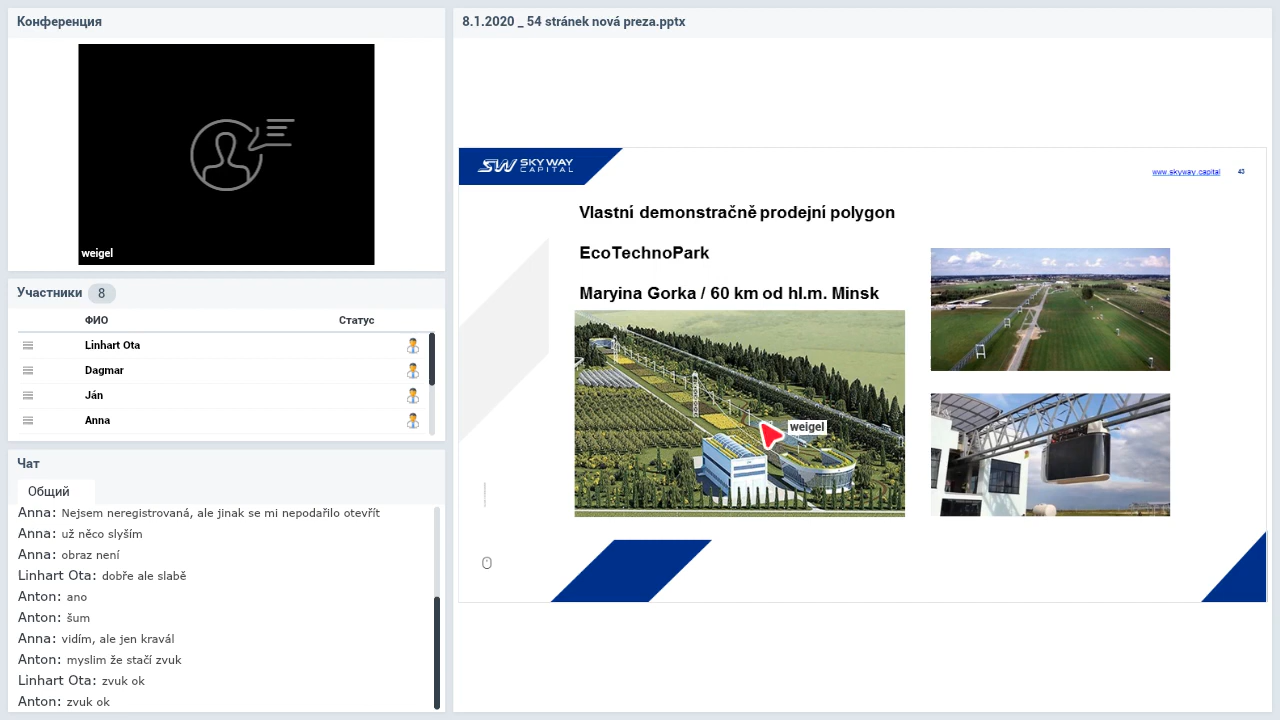 Конференция
weigel
Участники 8
ФИО Статус
Linhart Ota
Dagmar
Ján
Anna
Чат
Общий
Anna: Nejsem neregistrovaná, ale jinak se mi nepodařilo otevřít
Anna: už něco slyším
Anna: obraz není
Linhart Ota: dobře ale slabě
Anton: ano
Anton: šum
Anna: vidím, ale jen kravál
Anton: myslim že stačí zvuk
Linhart Ota: zvuk ok
Anton: zvuk ok
8.1.2020 _ 54 stránek nová preza.pptx
SW SKY WAY
CAPITAL
www.skyway.capital 43
Vlastní demonstračně prodejní polygon
EcoTechnoPark
Maryina Gorka / 60 km od hl.m. Minsk
weigel